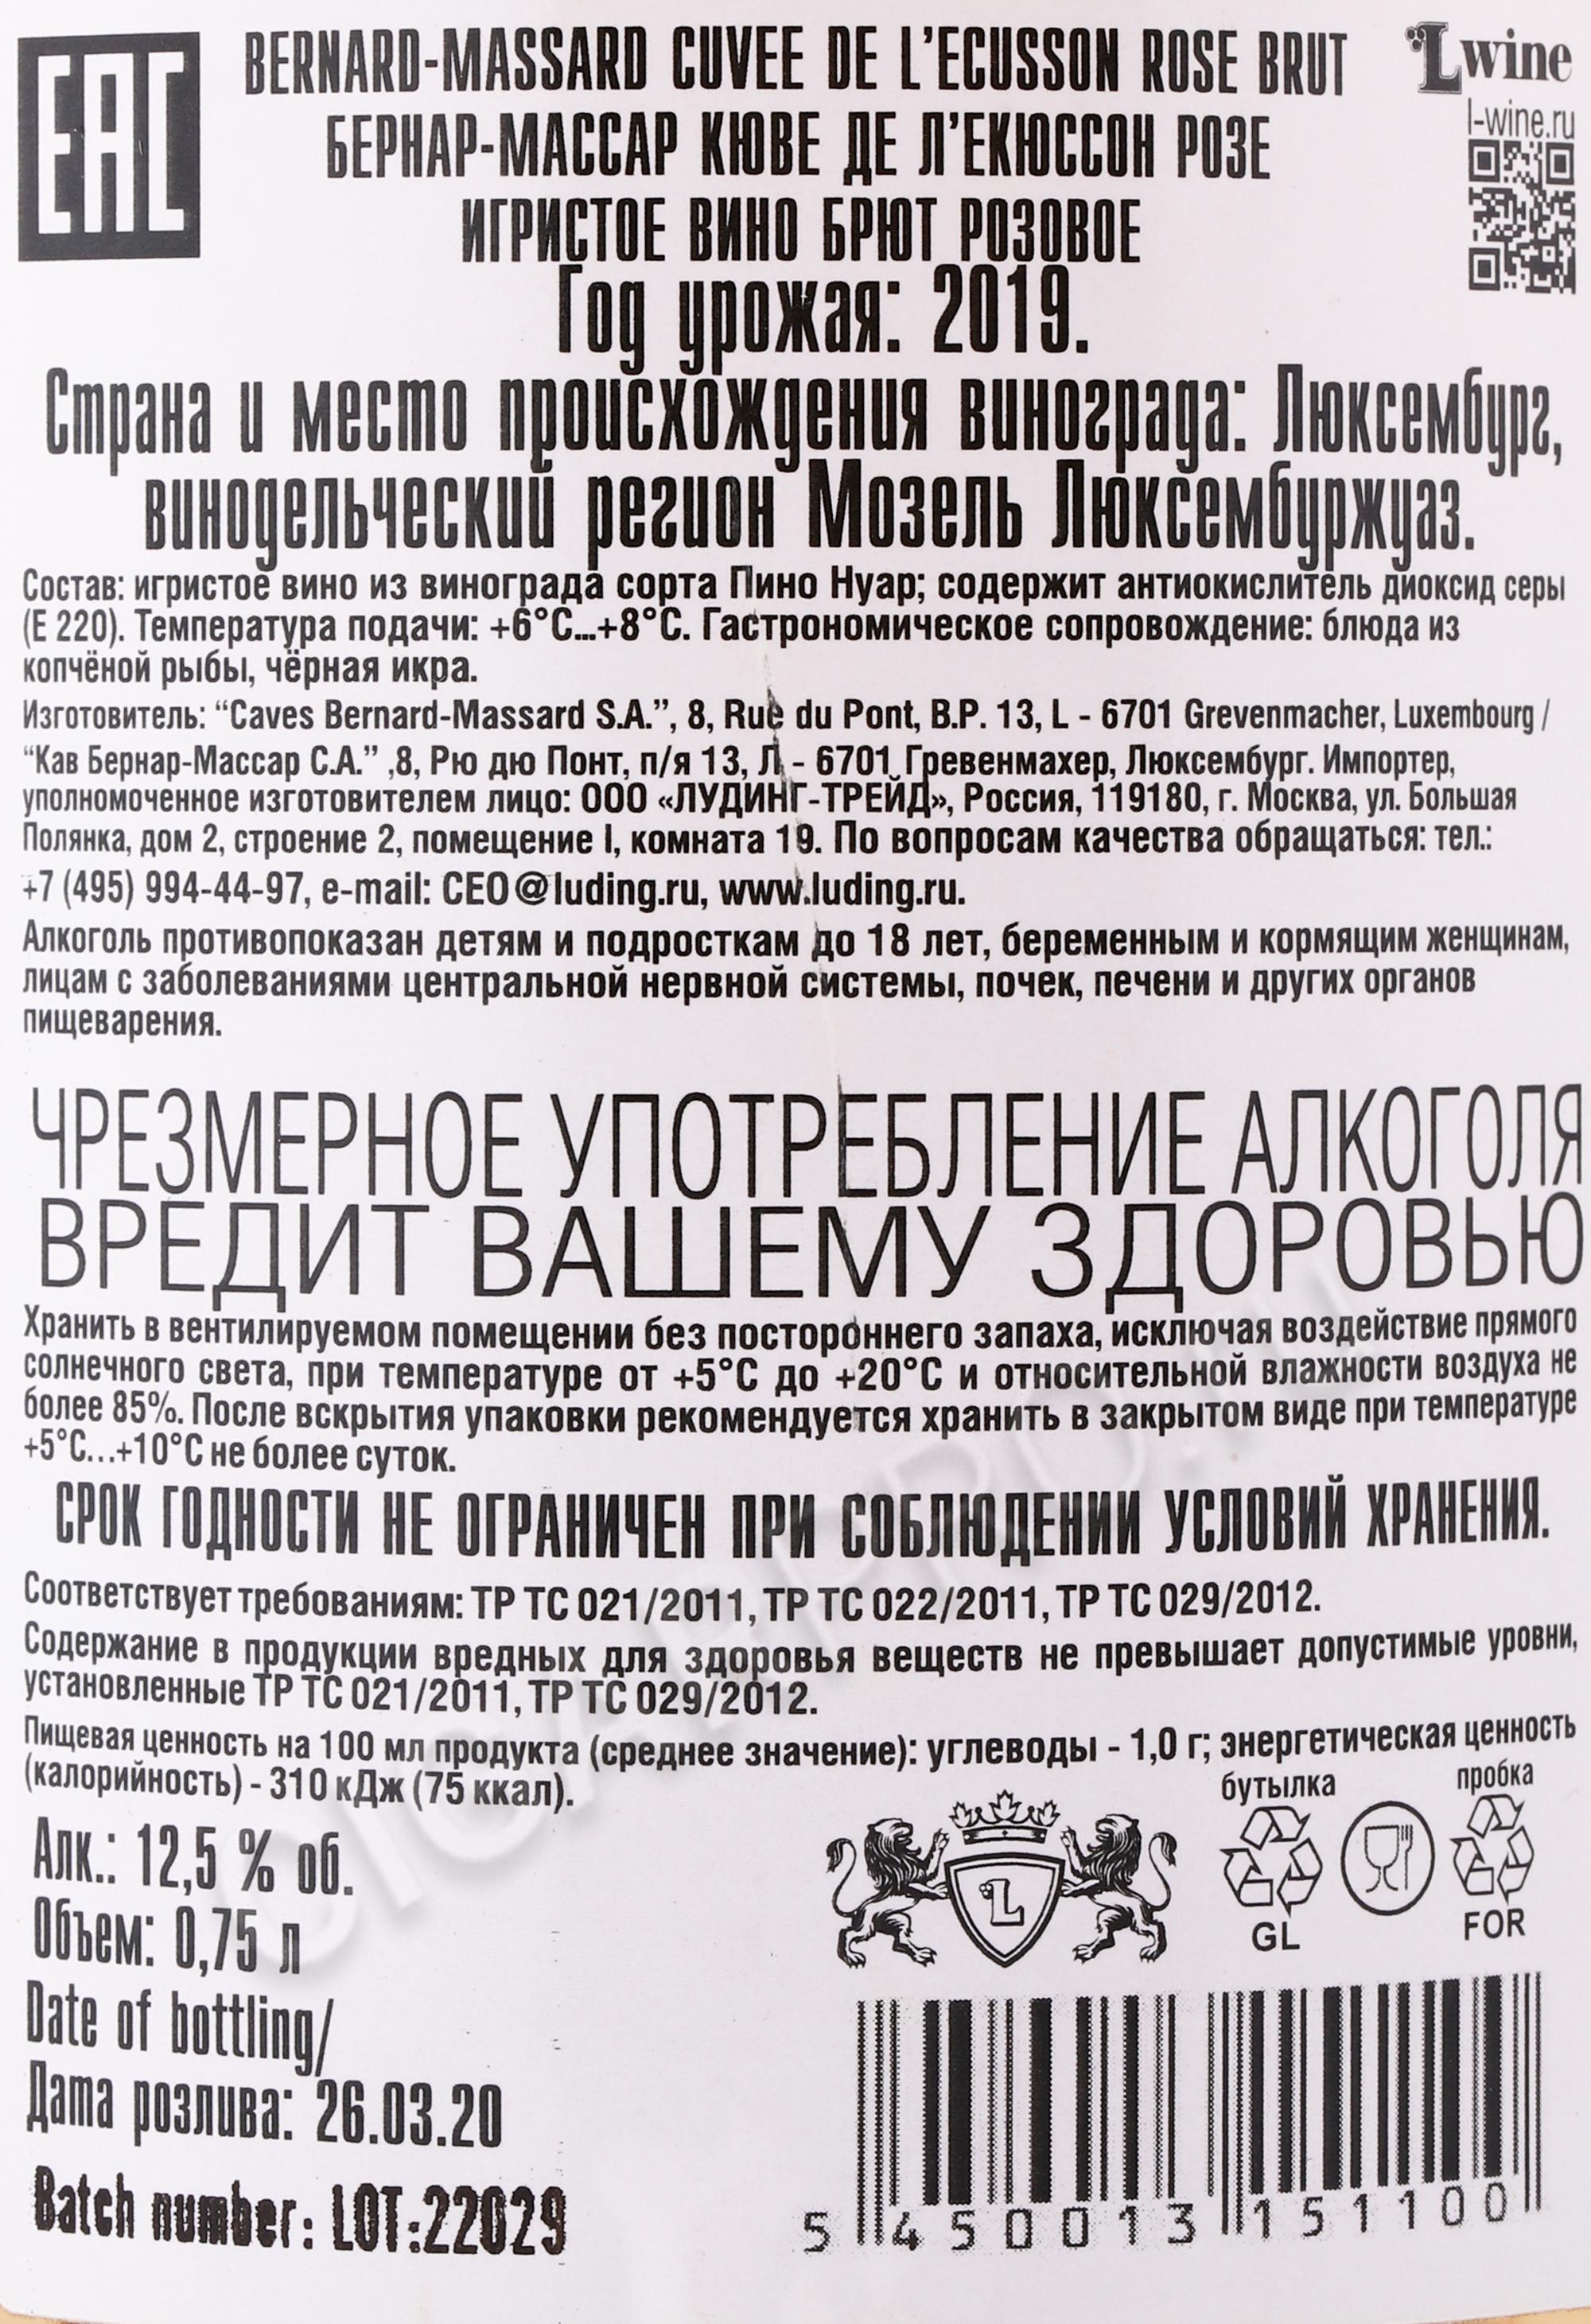 EAC
BERNARD-MASSARD CUVEE DE L'ECUSSON ROSE BRUT
Lwine
l-wine.ru
БЕРНАР-МАССАР КЮВЕ ДЕ Л'ЕКЮССОН РОЗЕ
ИГРИСТОЕ ВИНО БРЮТ РОЗОВОЕ
Год урожая: 2019.
Страна и место происхождения винограда: Люксембург,
винодельческий регион Мозель Люксембуржуаз.
Состав: игристое вино из винограда сорта Пино Нуар; содержит антиокислитель диоксид серы
(Е 220). Температура подачи: +6°С...+8°С. Гастрономическое сопровождение: блюда из
копчёной рыбы, чёрная икра.
Изготовитель: “Caves Bernard-Massard S.A.”, 8, Rue du Pont, B.P. 13, L - 6701 Grevenmacher, Luxembourg /
“Кав Бернар-Массар С.А.” ,8, Рю дю Понт, п/я 13, Л - 6701 Гревенмахер, Люксембург. Импортер,
уполномоченное изготовителем лицо: ООО «ЛУДИНГ-ТРЕЙД», Россия, 119180, г. Москва, ул. Большая
Полянка, дом 2, строение 2, помещение I, комната 19. По вопросам качества обращаться: тел.:
+7 (495) 994-44-97, e-mail: CEO@luding.ru, www.luding.ru.
Алкоголь противопоказан детям и подросткам до 18 лет, беременным и кормящим женщинам,
лицам с заболеваниями центральной нервной системы, почек, печени и других органов
пищеварения.
ЧРЕЗМЕРНОЕ УПОТРЕБЛЕНИЕ АЛКОГОЛЯ
ВРЕДИТ ВАШЕМУ ЗДОРОВЬЮ
Хранить в вентилируемом помещении без постороннего запаха, исключая воздействие прямого
солнечного света, при температуре от +5°С до +20°С и относительной влажности воздуха не
более 85%. После вскрытия упаковки рекомендуется хранить в закрытом виде при температуре
+5°С...+10°С не более суток.
СРОК ГОДНОСТИ НЕ ОГРАНИЧЕН ПРИ СОБЛЮДЕНИИ УСЛОВИЙ ХРАНЕНИЯ.
Соответствует требованиям: ТР ТС 021/2011, ТР ТС 022/2011, ТР ТС 029/2012.
Содержание в продукции вредных для здоровья веществ не превышает допустимые уровни,
установленные ТР ТС 021/2011, ТР ТС 029/2012.
Пищевая ценность на 100 мл продукта (среднее значение): углеводы - 1,0 г; энергетическая ценность
(калорийность) - 310 кДж (75 ккал).
бутылка
пробка
L
GL
FOR
Алк.: 12,5 % об.
Объем: 0,75 л
Date of bottling/
Дата розлива: 26.03.20
Batch number: LOT:22029
5 450013 151100
CIGARPRO.ru